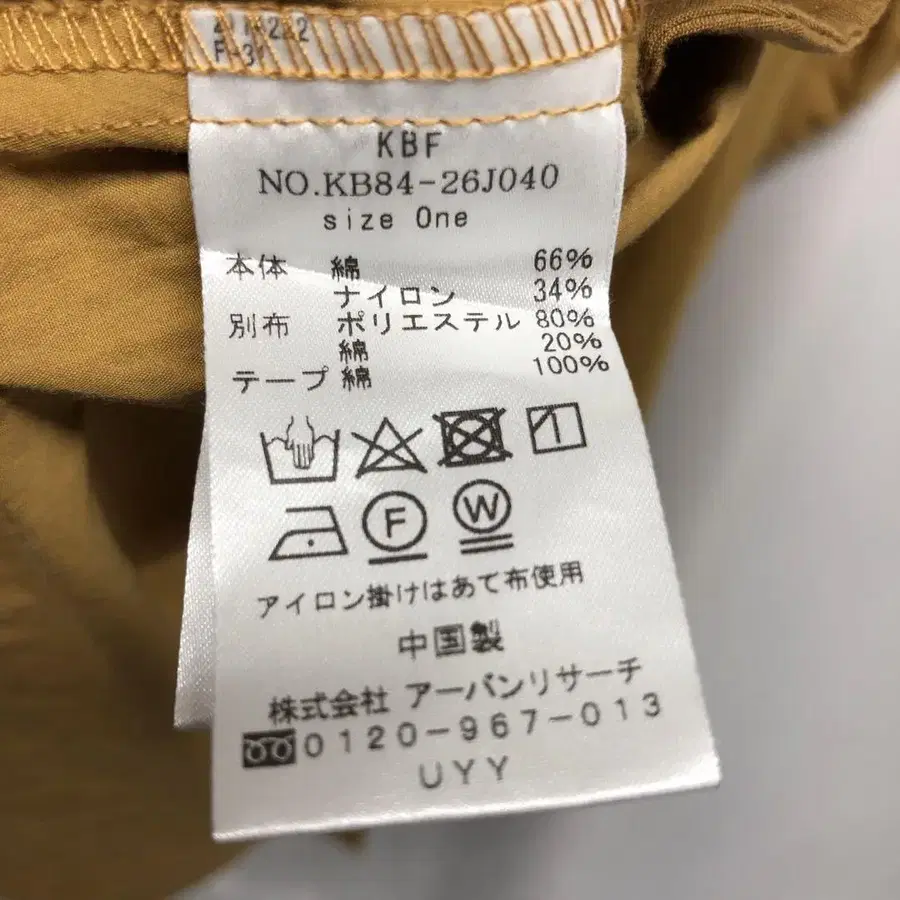 KBF
NO.KB84-26J040
size One
本体 綿 66%
ナイロン 34%
別布 ポリエステル 80%
綿 20%
テープ 綿 100%
F
W
アイロン掛けはあて布使用
中国製
株式会社 アーバンリサーチ
0120-967-013
UYY